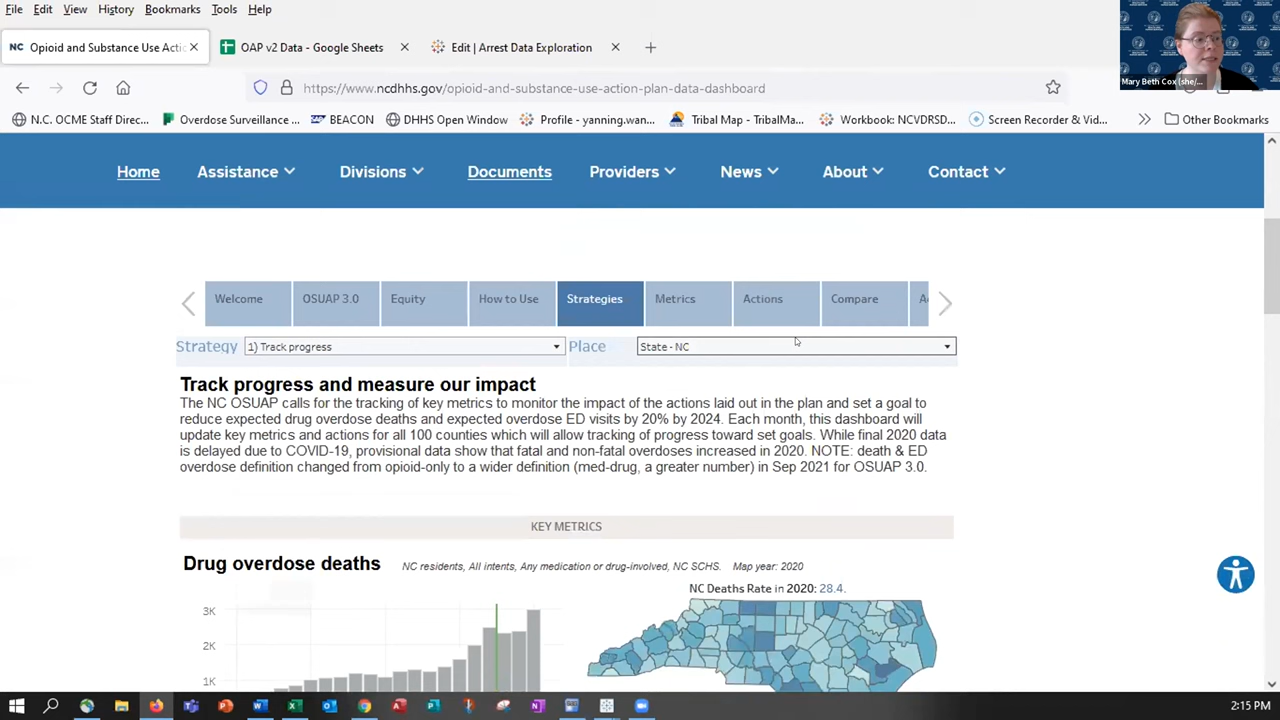 File Edit View History Bookmarks Tools Help
NC Opioid and Substance Use Acti
OAP v2 Data - Google Sheets
Edit | Arrest Data Exploration
https://www.ncdhhs.gov/opioid-and-substance-use-action-plan-data-dashboard
Mary Beth Cox (she/...
N.C. OCME Staff Direc... Overdose Surveillance ... BEACON DHHS Open Window Profile - yanning.wan... Tribal Map - TribalMa... Workbook: NCVDRSD... Screen Recorder & Vid... Other Bookmarks
Home Assistance Divisions Documents Providers News About Contact
Welcome OSUAP 3.0 Equity How to Use Strategies Metrics Actions Compare
Strategy 1) Track progress Place State - NC
Track progress and measure our impact
The NC OSUAP calls for the tracking of key metrics to monitor the impact of the actions laid out in the plan and set a goal to
reduce expected drug overdose deaths and expected overdose ED visits by 20% by 2024. Each month, this dashboard will
update key metrics and actions for all 100 counties which will allow tracking of progress toward set goals. While final 2020 data
is delayed due to COVID-19, provisional data show that fatal and non-fatal overdoses increased in 2020. NOTE: death & ED
overdose definition changed from opioid-only to a wider definition (med-drug, a greater number) in Sep 2021 for OSUAP 3.0.
KEY METRICS
Drug overdose deaths NC residents, All intents, Any medication or drug-involved, NC SCHS. Map year: 2020
NC Deaths Rate in 2020: 28.4.
3K
2K
1K
2:15 PM